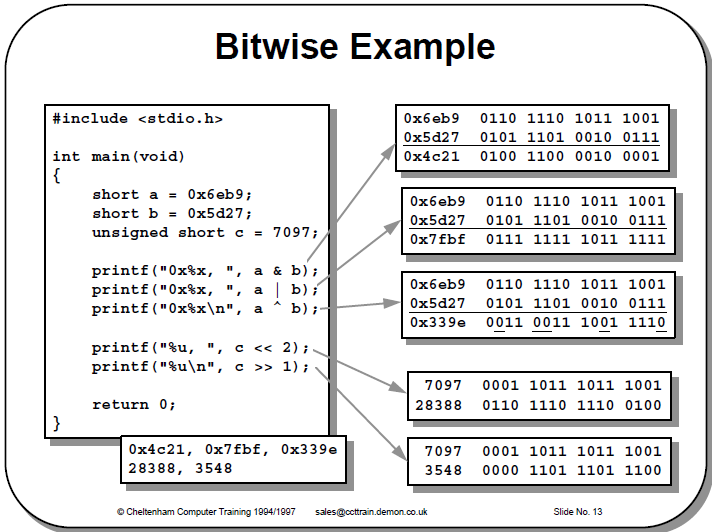 Bitwise Example
#include <stdio.h>
int main(void)
{
short a = 0x6eb9;
short b = 0x5d27;
unsigned short c = 7097;
printf("0x%x, ", a & b);
printf("0x%x, ", a | b);
printf("0x%x\n", a ^ b);
printf("%u, ", c << 2);
printf("%u\n", c >> 1);
return 0;
}
0x4c21, 0x7fbf, 0x339e
28388, 3548
0x6eb9 0110 1110 1011 1001
0x5d27 0101 1101 0010 0111
0x4c21 0100 1100 0010 0001
0x6eb9 0110 1110 1011 1001
0x5d27 0101 1101 0010 0111
0x7fbf 0111 1111 1011 1111
0x6eb9 0110 1110 1011 1001
0x5d27 0101 1101 0010 0111
0x339e 0011 0011 1001 1110
7097 0001 1011 1011 1001
28388 0110 1110 1110 0100
7097 0001 1011 1011 1001
3548 0000 1101 1101 1100
© Cheltenham Computer Training 1994/1997 sales@ccttrain.demon.co.uk Slide No. 13